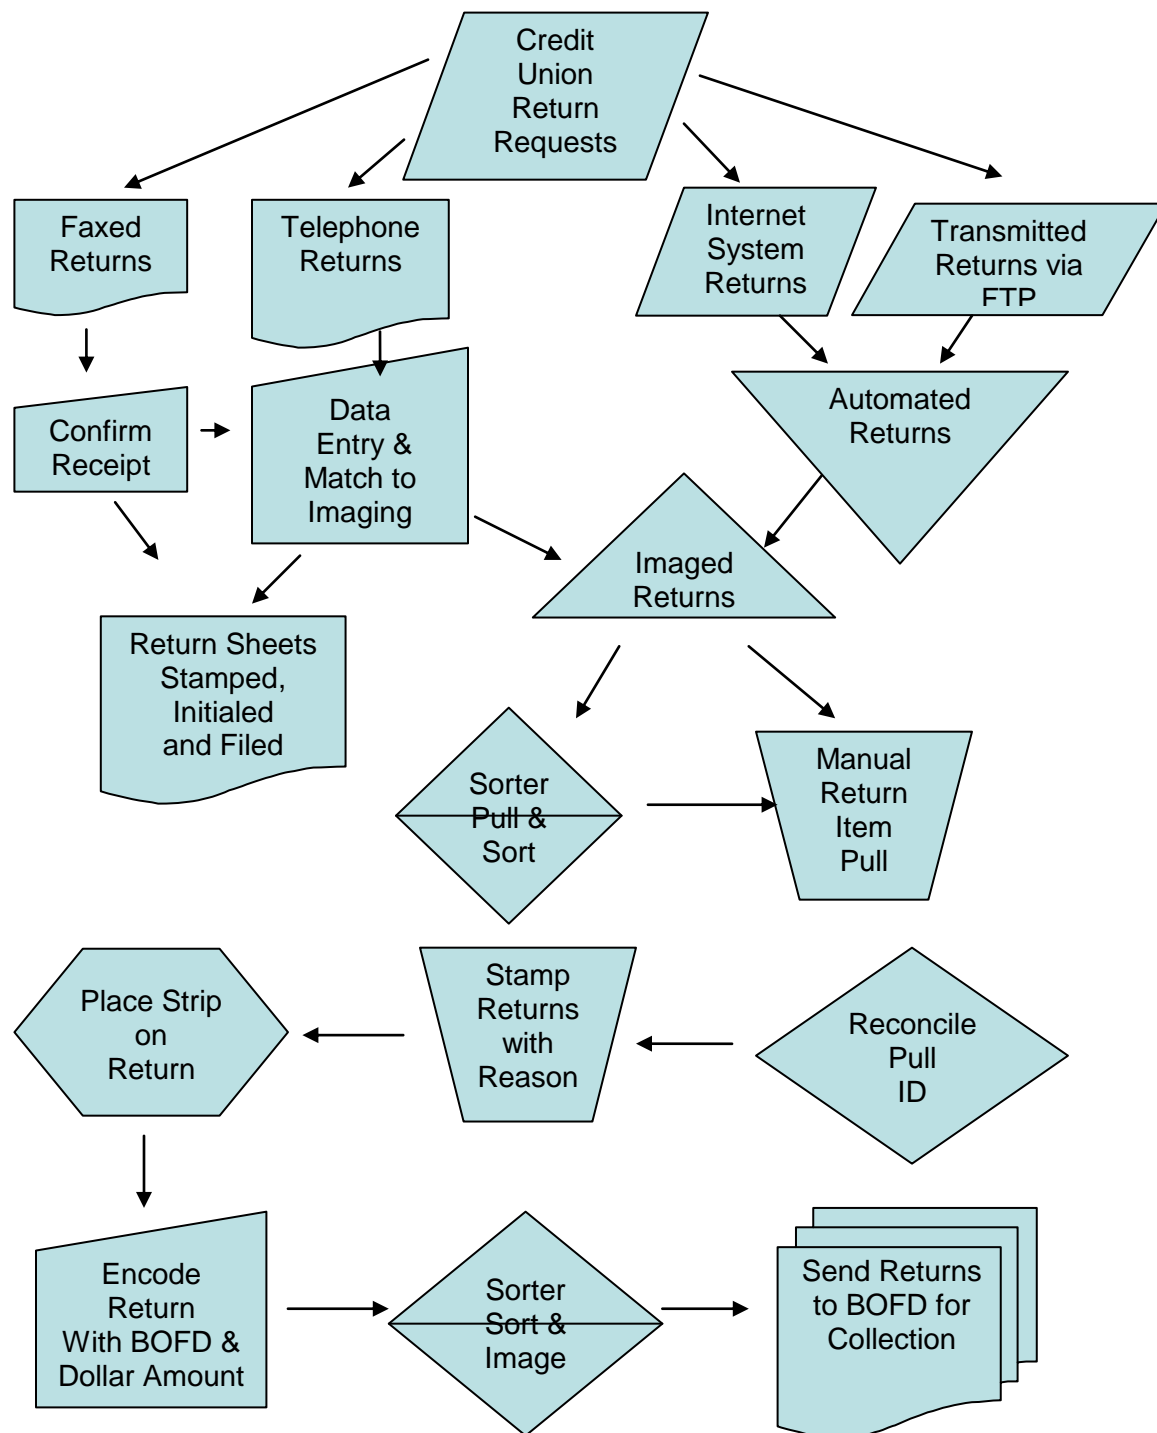 Credit
Union
Return
Requests
Faxed
Returns
Telephone
Returns
Internet
System
Returns
Transmitted
Returns via
FTP
Confirm
Receipt
Data
Entry &
Match to
Imaging
Automated
Returns
Imaged
Returns
Return Sheets
Stamped,
Initialed
and Filed
Sorter
Pull &
Sort
Manual
Return
Item
Pull
Place Strip
on
Return
Stamp
Returns
with
Reason
Reconcile
Pull
ID
Encode
Return
With BOFD &
Dollar Amount
Sorter
Sort &
Image
Send Returns
to BOFD for
Collection